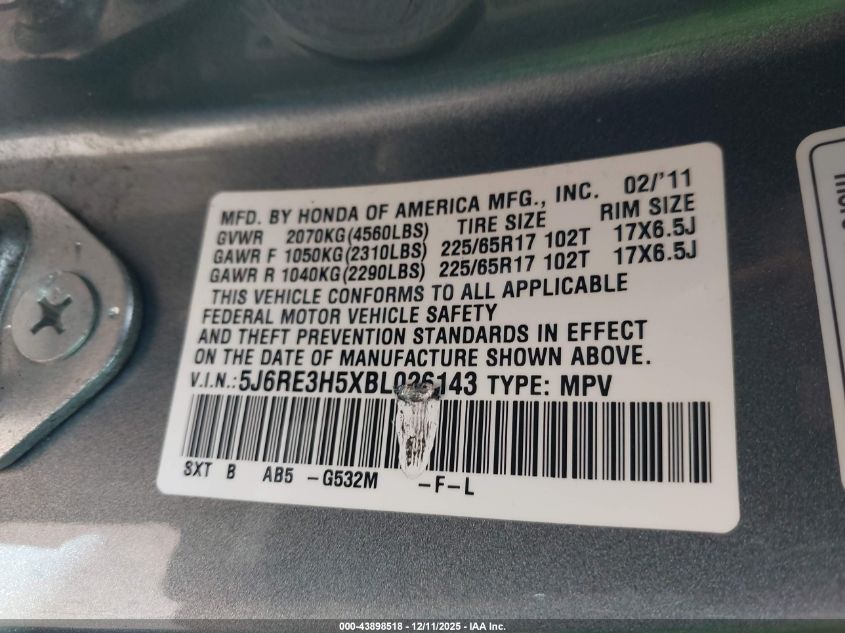 MFD. BY HONDA OF AMERICA MFG., INC. 02/'11
GVWR 2070KG(4560LBS) TIRE SIZE RIM SIZE
GAWR F 1050KG(2310LBS) 225/65R17 102T 17X6.5J
GAWR R 1040KG(2290LBS) 225/65R17 102T 17X6.5J
THIS VEHICLE CONFORMS TO ALL APPLICABLE
FEDERAL MOTOR VEHICLE SAFETY
AND THEFT PREVENTION STANDARDS IN EFFECT
ON THE DATE OF MANUFACTURE SHOWN ABOVE.
V.I.N.:5J6RE3H5XBL026143 TYPE: MPV
SXT B AB5 -G532M -F-L
000-43898518 - 12/11/2025 - IAA Inc.